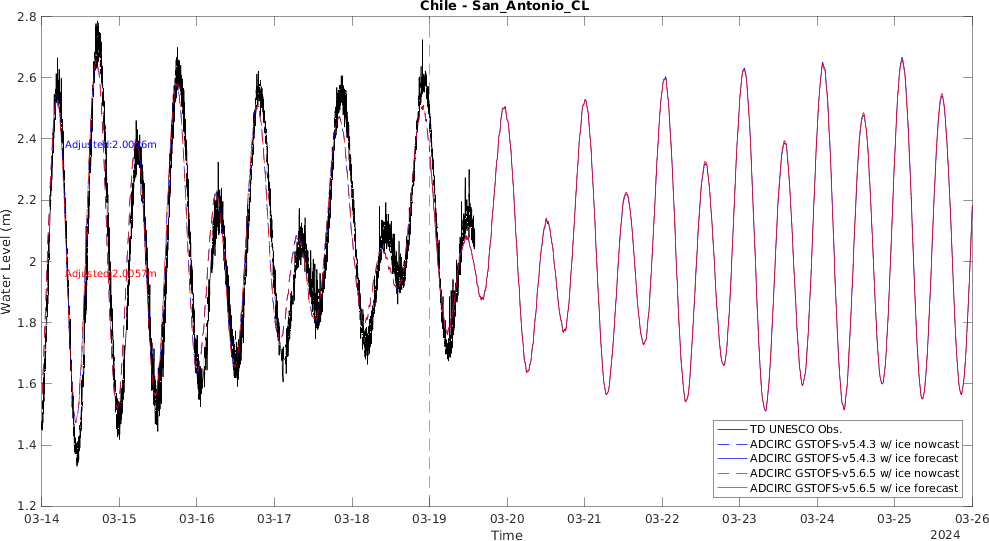 Chile - San_Antonio_CL
2.8
2.6
2.4
2.2
2
1.8
1.6
1.4
1.2
Water Level (m)
Adjusted:2.0046m
Adjusted:2.0057m
TD UNESCO Obs.
ADCIRC GSTOFS-v5.4.3 w/ ice nowcast
ADCIRC GSTOFS-v5.4.3 w/ ice forecast
ADCIRC GSTOFS-v5.6.5 w/ ice nowcast
ADCIRC GSTOFS-v5.6.5 w/ ice forecast
03-14 03-15 03-16 03-17 03-18 03-19 03-20 03-21 03-22 03-23 03-24 03-25 03-26
Time
2024